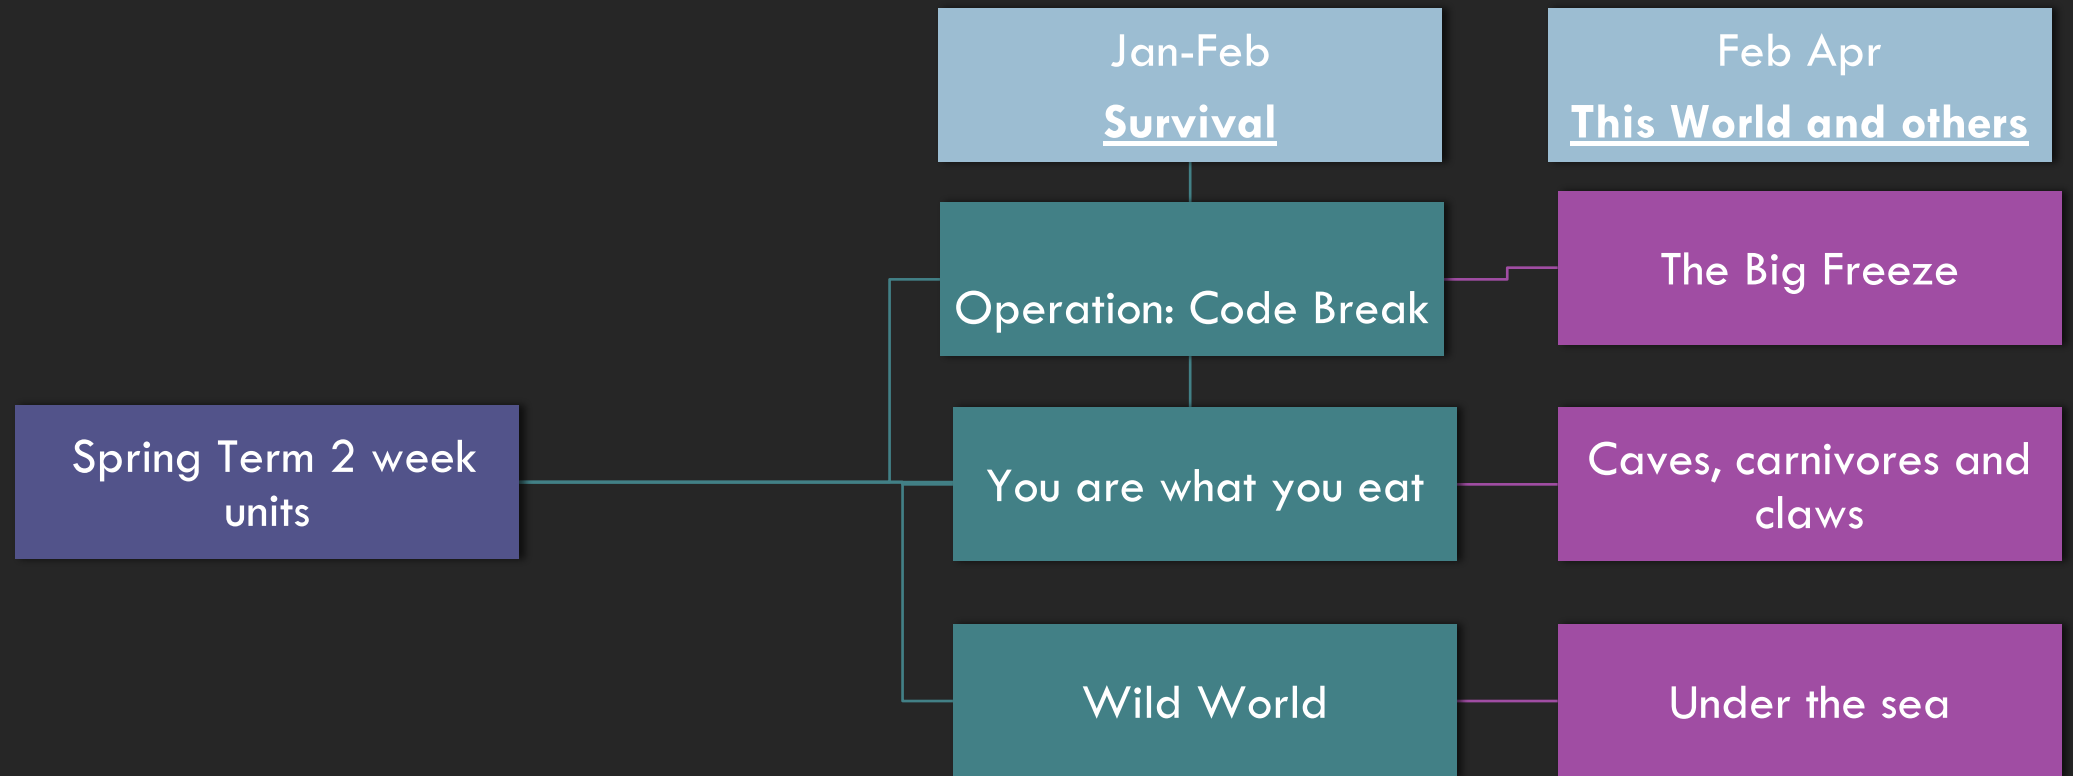 Jan-Feb
Survival
Feb Apr
This World and others
Operation: Code Break
The Big Freeze
Spring Term 2 week
units
You are what you eat
Caves, carnivores and
claws
Wild World
Under the sea